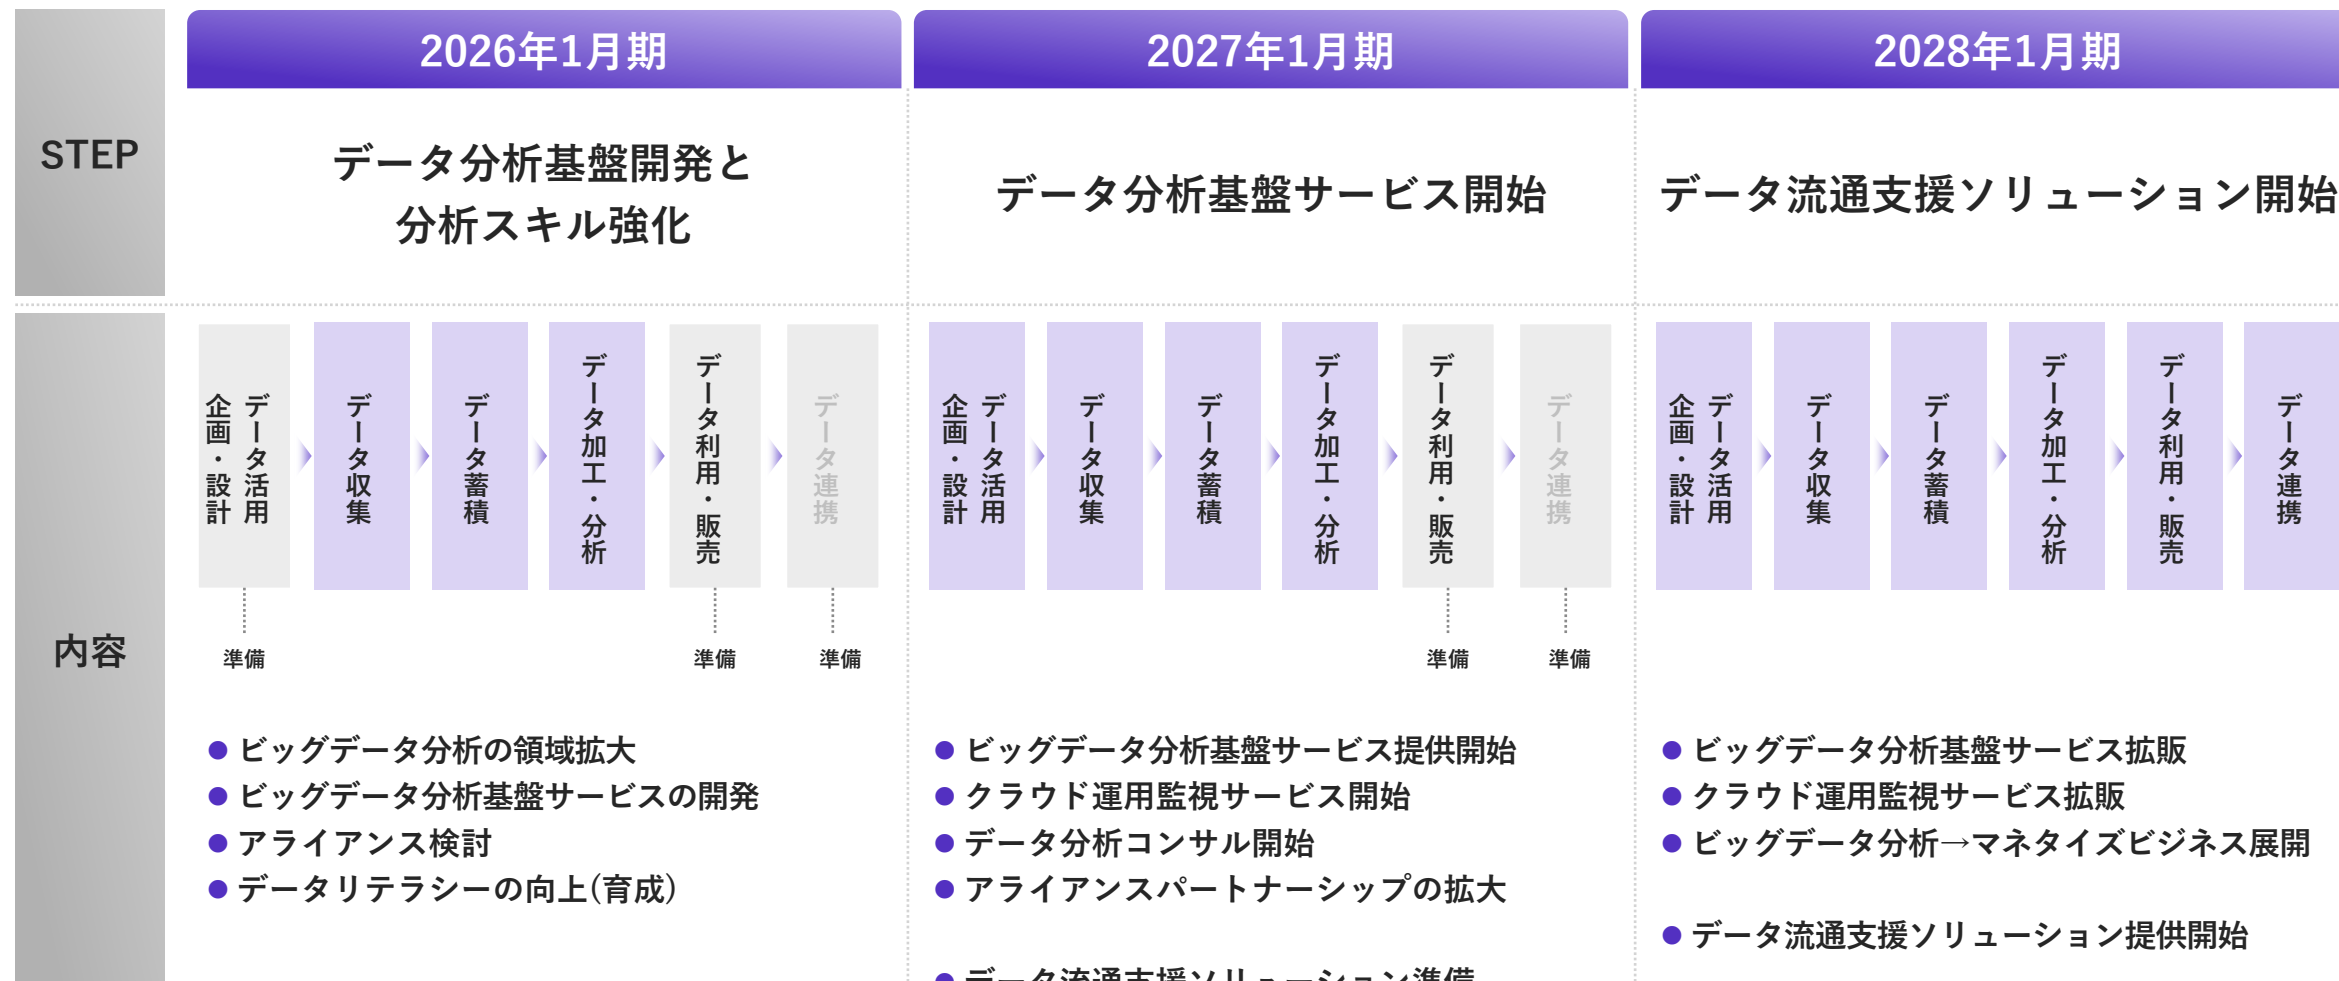 2026年1月期
2027年1月期
2028年1月期
STEP
データ分析基盤開発と
分析スキル強化
データ分析基盤サービス開始
データ流通支援ソリューション開始
内容
データ活用
企画・設計
データ収集
データ蓄積
データ加工・分析
データ利用・販売
データ連携
準備
準備
準備
ビッグデータ分析の領域拡大
ビッグデータ分析基盤サービスの開発
アライアンス検討
データリテラシーの向上(育成)
データ活用
企画・設計
データ収集
データ蓄積
データ加工・分析
データ利用・販売
データ連携
準備
準備
ビッグデータ分析基盤サービス提供開始
クラウド運用監視サービス開始
データ分析コンサル開始
アライアンスパートナーシップの拡大
データ流通支援ソリューション準備
データ活用
企画・設計
データ収集
データ蓄積
データ加工・分析
データ利用・販売
データ連携
ビッグデータ分析基盤サービス拡販
クラウド運用監視サービス拡販
ビッグデータ分析→マネタイズビジネス展開
データ流通支援ソリューション提供開始